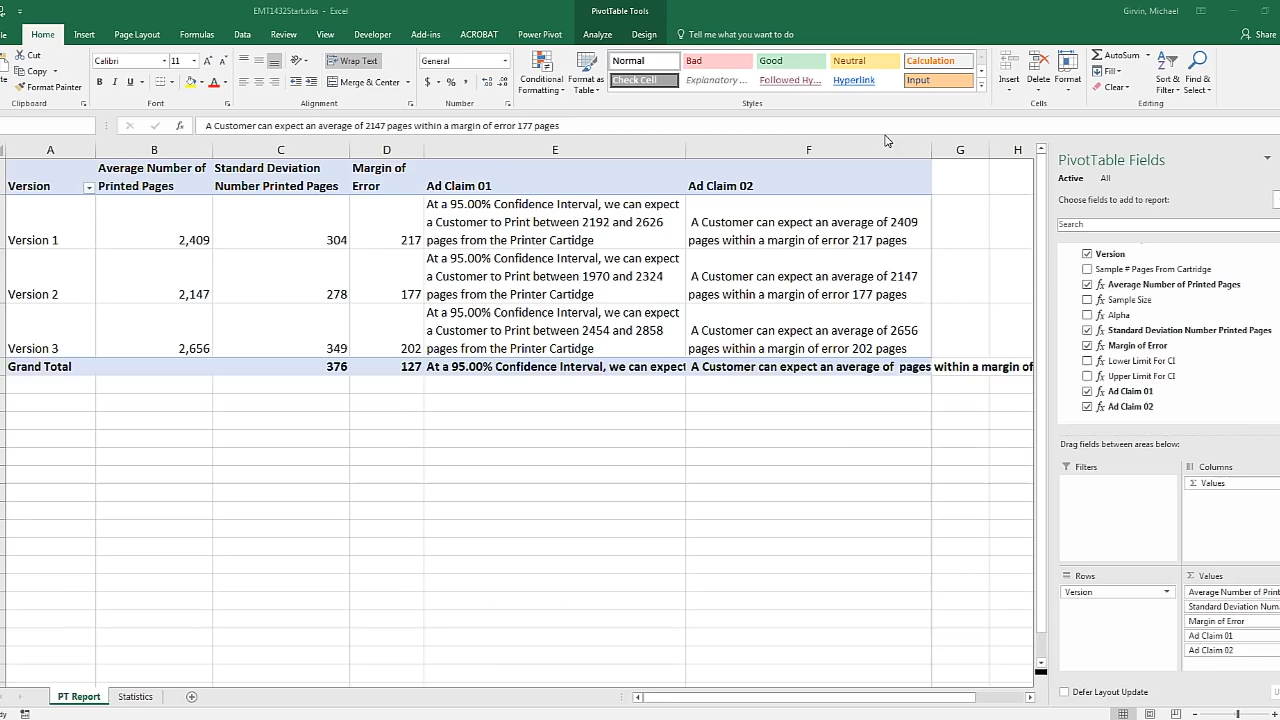 EMT1432Start.xlsx - Excel
PivotTable Tools
Girvin, Michael
Home Insert Page Layout Formulas Data Review View Developer Add-ins ACROBAT Power Pivot Analyze Design Tell me what you want to do Share
Cut
Copy
Format Painter
Clipboard
Calibri 11
B I U
Font
Wrap Text
Merge & Center
Alignment
General
$ % ,
Number
Conditional Formatting
Format as Table
Normal Bad Good Neutral Calculation
Check Cell Explanatory ... Followed Hy... Hyperlink Input
Styles
Insert Delete Format
Cells
AutoSum
Fill
Clear
Sort & Filter
Find & Select
Editing
fx A Customer can expect an average of 2147 pages within a margin of error 177 pages
A B C D E F G H
Version
Average Number of Printed Pages
Standard Deviation Number Printed Pages
Margin of Error
Ad Claim 01
Ad Claim 02
Version 1 2,409 304 217
At a 95.00% Confidence Interval, we can expect
a Customer to Print between 2192 and 2626
pages from the Printer Cartidge
A Customer can expect an average of 2409
pages within a margin of error 217 pages
Version 2 2,147 278 177
At a 95.00% Confidence Interval, we can expect
a Customer to Print between 1970 and 2324
pages from the Printer Cartidge
A Customer can expect an average of 2147
pages within a margin of error 177 pages
Version 3 2,656 349 202
At a 95.00% Confidence Interval, we can expect
a Customer to Print between 2454 and 2858
pages from the Printer Cartidge
A Customer can expect an average of 2656
pages within a margin of error 202 pages
Grand Total 376 127 At a 95.00% Confidence Interval, we can expect A Customer can expect an average of pages within a margin of
PT Report Statistics
PivotTable Fields
Active All
Choose fields to add to report:
Search
Version
Sample # Pages From Cartridge
fx Average Number of Printed Pages
fx Sample Size
fx Alpha
fx Standard Deviation Number Printed Pages
fx Margin of Error
fx Lower Limit For CI
fx Upper Limit For CI
fx Ad Claim 01
fx Ad Claim 02
Drag fields between areas below:
Filters
Columns
Σ Values
Rows
Version
Σ Values
Average Number of Print
Standard Deviation Num
Margin of Error
Ad Claim 01
Ad Claim 02
Defer Layout Update